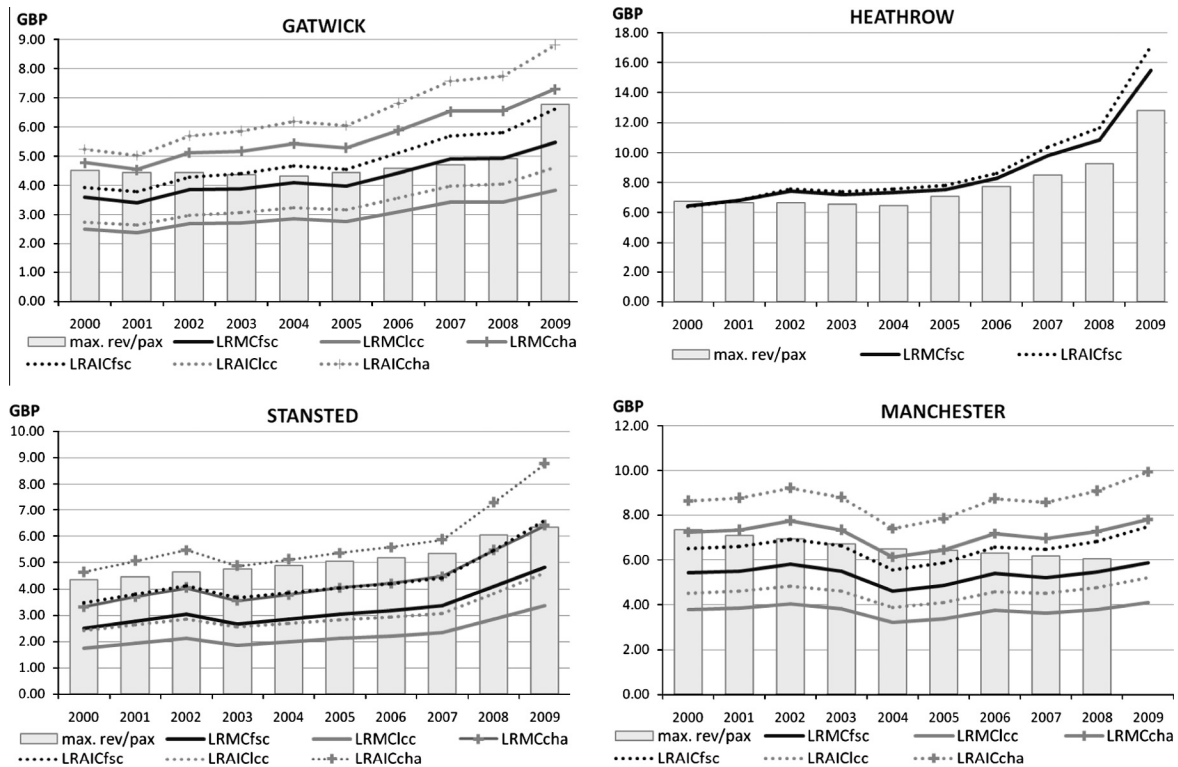 GBP
GATWICK
9.00
8.00
7.00
6.00
5.00
4.00
3.00
2.00
1.00
0.00
2000 2001 2002 2003 2004 2005 2006 2007 2008 2009
max. rev/pax LRMCfsc LRMClcc LRMCcha
LRAICfsc LRAIClcc LRAICcha
GBP
HEATHROW
18.00
16.00
14.00
12.00
10.00
8.00
6.00
4.00
2.00
0.00
2000 2001 2002 2003 2004 2005 2006 2007 2008 2009
max. rev/pax LRMCfsc LRAICfsc
GBP
STANSTED
10.00
9.00
8.00
7.00
6.00
5.00
4.00
3.00
2.00
1.00
0.00
2000 2001 2002 2003 2004 2005 2006 2007 2008 2009
max. rev/pax LRMCfsc LRMClcc LRMCcha
LRAICfsc LRAIClcc LRAICcha
GBP
MANCHESTER
12.00
10.00
8.00
6.00
4.00
2.00
0.00
2000 2001 2002 2003 2004 2005 2006 2007 2008 2009
max. rev/pax LRMCfsc LRMClcc LRMCcha
LRAICfsc LRAIClcc LRAICcha